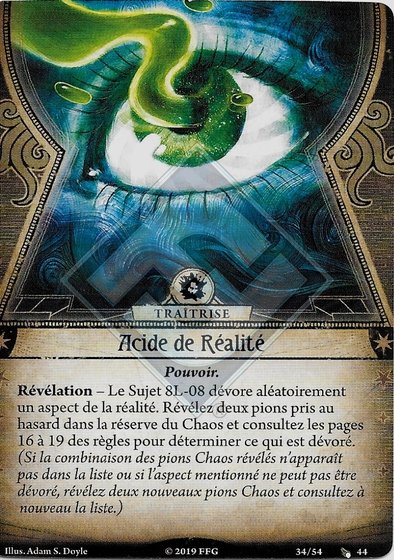 TRAÎTRISE
Acide de Réalité
Pouvoir.
Révélation – Le Sujet 8L-08 dévore aléatoirement
un aspect de la réalité. Révélez deux pions pris au
hasard dans la réserve du Chaos et consultez les pages
16 à 19 des règles pour déterminer ce qui est dévoré.
(Si la combinaison des pions Chaos révélés n'apparaît
pas dans la liste ou si l'aspect mentionné ne peut pas être
dévoré, révélez deux nouveaux pions Chaos et consultez à
nouveau la liste.)
Illus. Adam S. Doyle © 2019 FFG 34/54 44